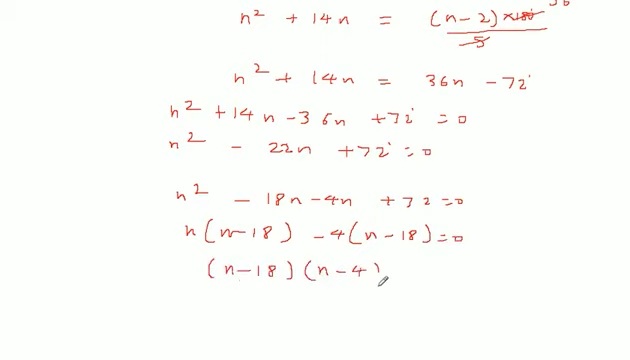 36
n² + 14n = (n-2) ×180 / 5
n² + 14n = 36n - 72
n² + 14n - 36n + 72 = 0
n² - 22n + 72 = 0
n² - 18n - 4n + 72 = 0
n(n-18) - 4(n-18) = 0
(n-18)(n-4)